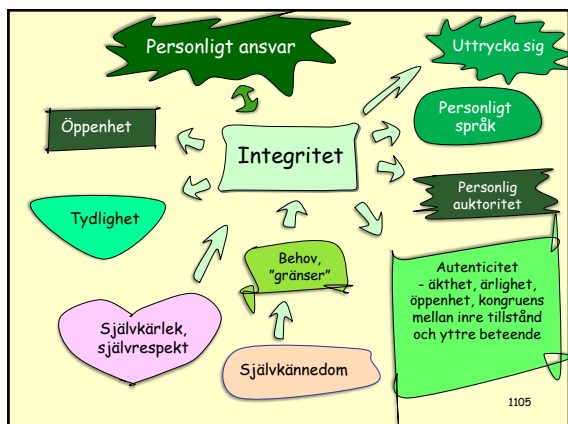 Personligt ansvar
Uttrycka sig
Öppenhet
Personligt
språk
Integritet
Personlig
auktoritet
Tydlighet
Behov,
"gränser"
Autenticitet
- äkthet, ärlighet,
öppenhet, kongruens
mellan inre tillstånd
och yttre beteende
Självkärlek,
självrespekt
Självkännedom
1105